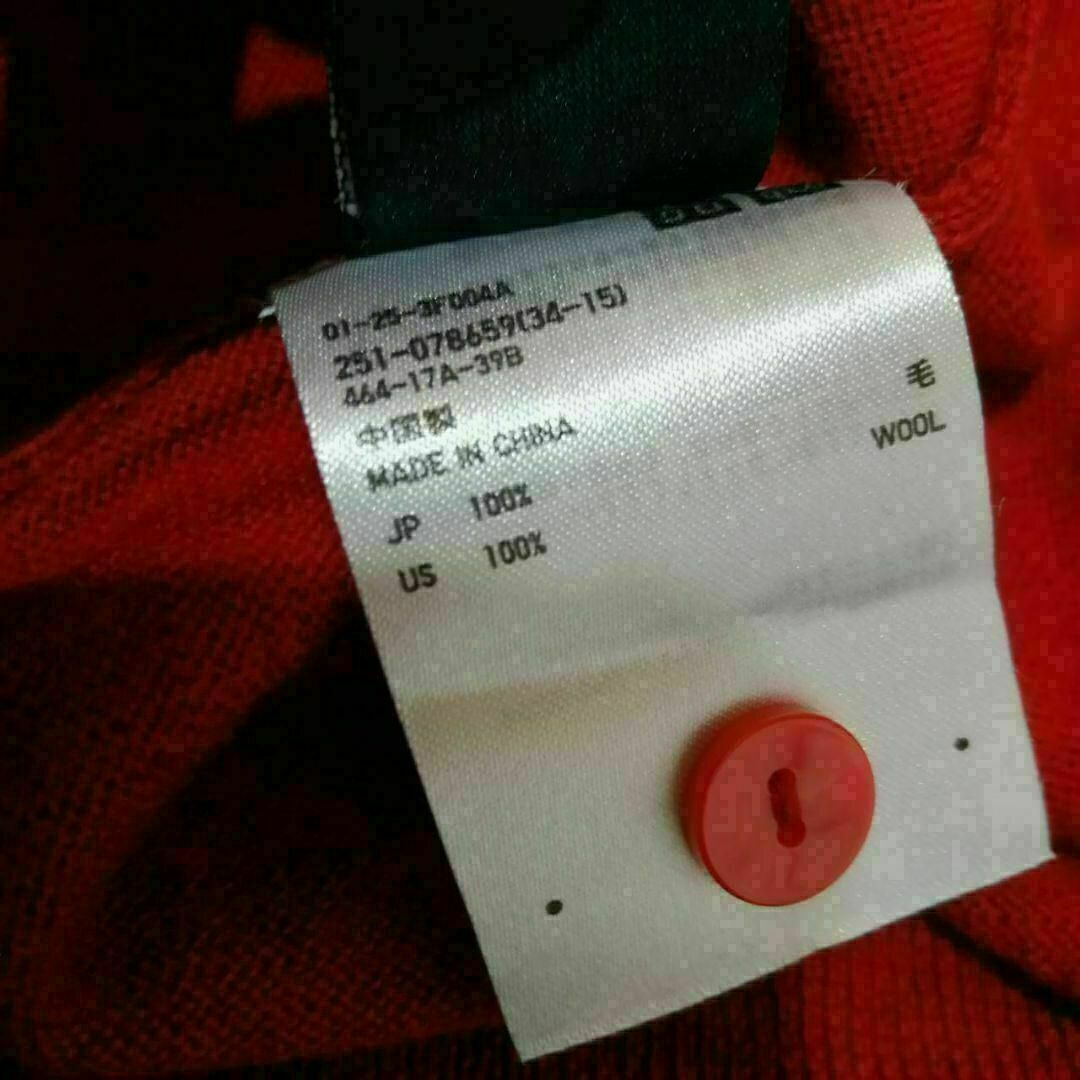 01-25-3F004A
251-078659(34-15)
464-17A-39B
中国製
MADE IN CHINA
毛
WOOL
JP 100%
US 100%